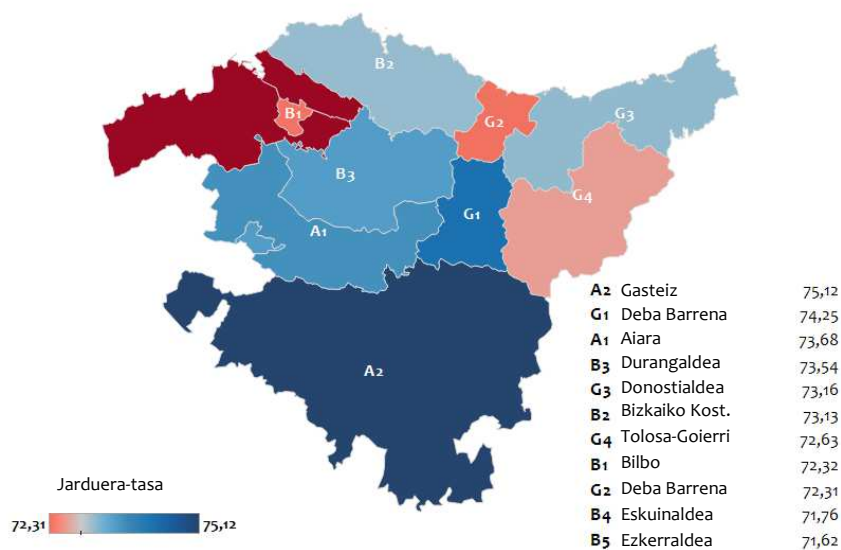 B2
G3
B1
G2
B3
G4
G1
A1
A2
A2 Gasteiz 75,12
G1 Deba Barrena 74,25
A1 Aiara 73,68
B3 Durangaldea 73,54
G3 Donostialdea 73,16
B2 Bizkaiko Kost. 73,13
G4 Tolosa-Goierri 72,63
B1 Bilbo 72,32
G2 Deba Barrena 72,31
B4 Eskuinaldea 71,76
B5 Ezkerraldea 71,62
Jarduera-tasa
72,31 75,12